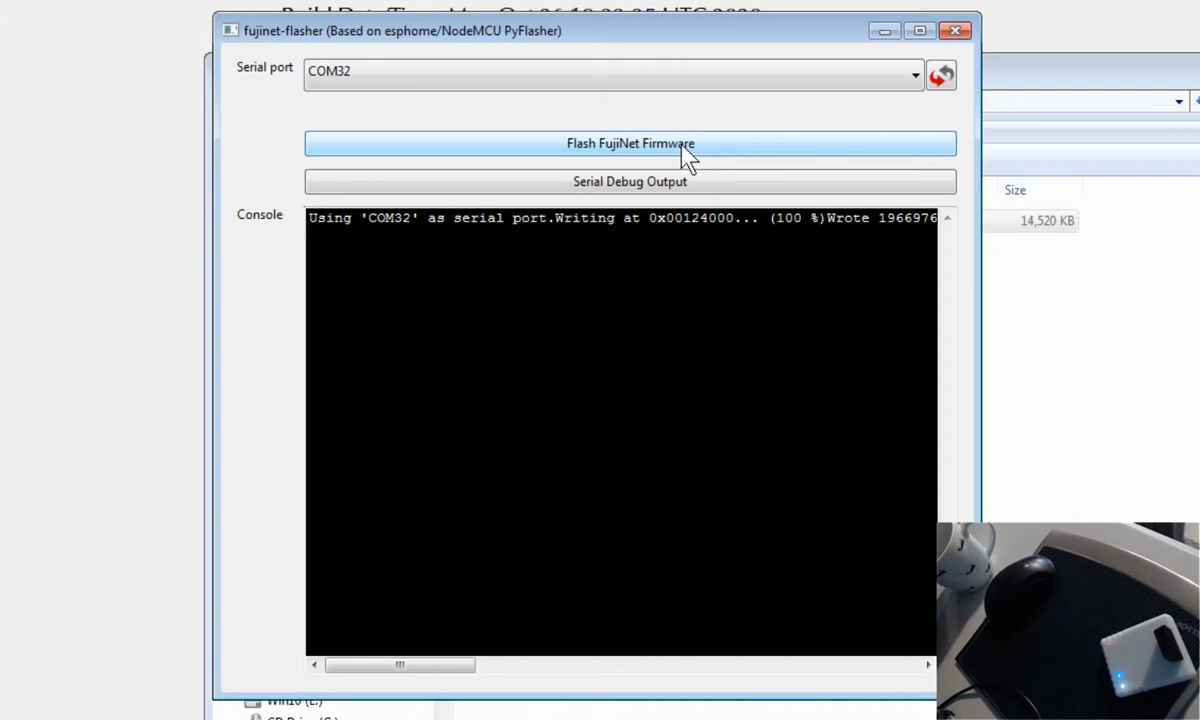 fujinet-flasher (Based on esphome/NodeMCU PyFlasher)
Serial port
COM32
Flash FujiNet Firmware
Serial Debug Output
Console
Using 'COM32' as serial port.Writing at 0x00124000... (100 %)Wrote 1966976
Size
14,520 KB